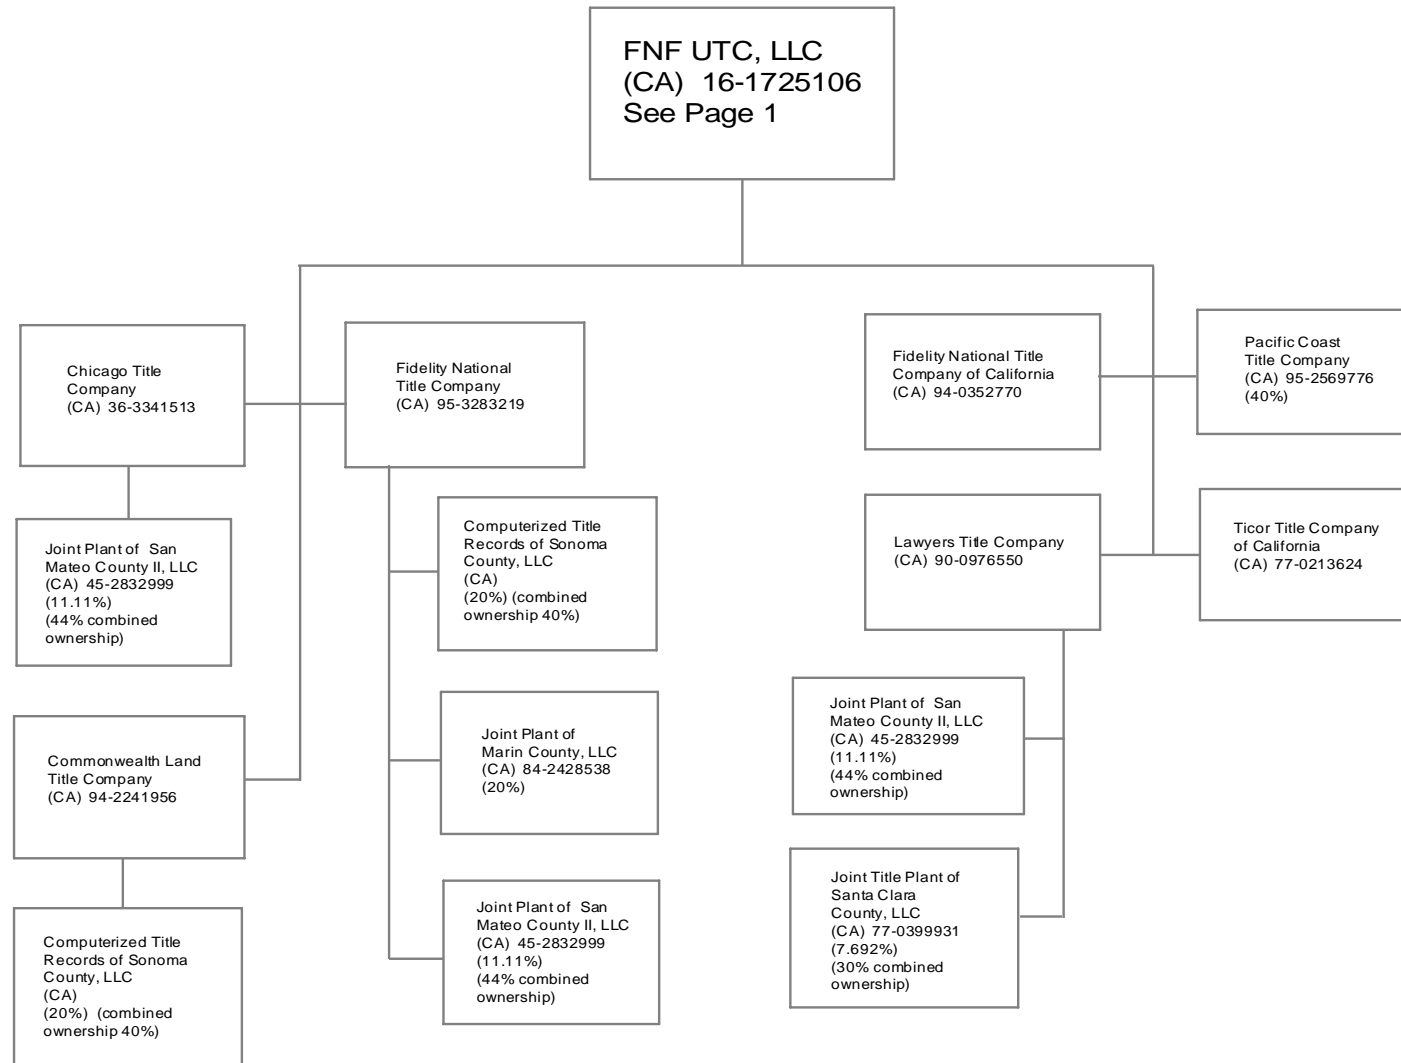 FNF UTC, LLC
(CA) 16-1725106
See Page 1
Chicago Title
Company
(CA) 36-3341513
Fidelity National
Title Company
(CA) 95-3283219
Fidelity National Title
Company of California
(CA) 94-0352770
Pacific Coast
Title Company
(CA) 95-2569776
(40%)
Joint Plant of San
Mateo County II, LLC
(CA) 45-2832999
(11.11%)
(44% combined
ownership)
Computerized Title
Records of Sonoma
County, LLC
(CA)
(20%) (combined
ownership 40%)
Lawyers Title Company
(CA) 90-0976550
Ticor Title Company
of California
(CA) 77-0213624
Commonwealth Land
Title Company
(CA) 94-2241956
Joint Plant of
Marin County, LLC
(CA) 84-2428538
(20%)
Joint Plant of San
Mateo County II, LLC
(CA) 45-2832999
(11.11%)
(44% combined
ownership)
Computerized Title
Records of Sonoma
County, LLC
(CA)
(20%) (combined
ownership 40%)
Joint Plant of San
Mateo County II, LLC
(CA) 45-2832999
(11.11%)
(44% combined
ownership)
Joint Title Plant of
Santa Clara
County, LLC
(CA) 77-0399931
(7.692%)
(30% combined
ownership)